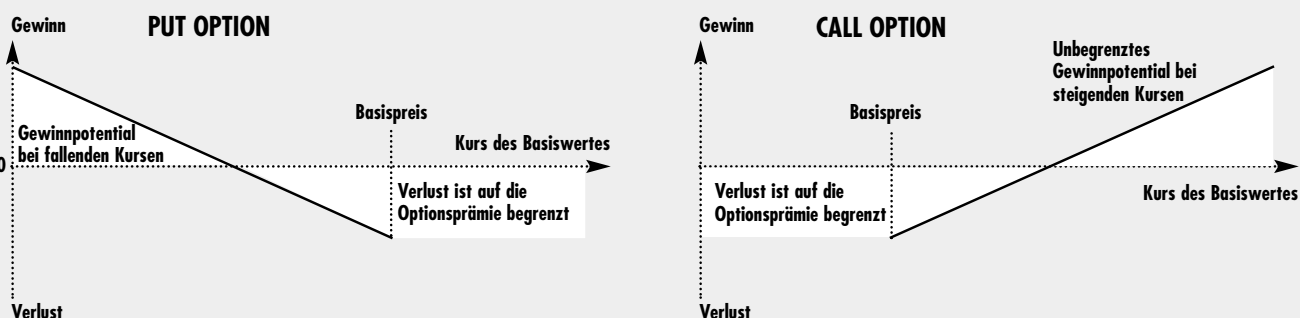 Gewinn
PUT OPTION
Basispreis
Kurs des Basiswertes
Gewinnpotential
bei fallenden Kursen
0
Verlust ist auf die
Optionsprämie begrenzt
Verlust
Gewinn
CALL OPTION
Unbegrenztes
Gewinnpotential bei
steigenden Kursen
Basispreis
Verlust ist auf die
Optionsprämie begrenzt
Kurs des Basiswertes
Verlust